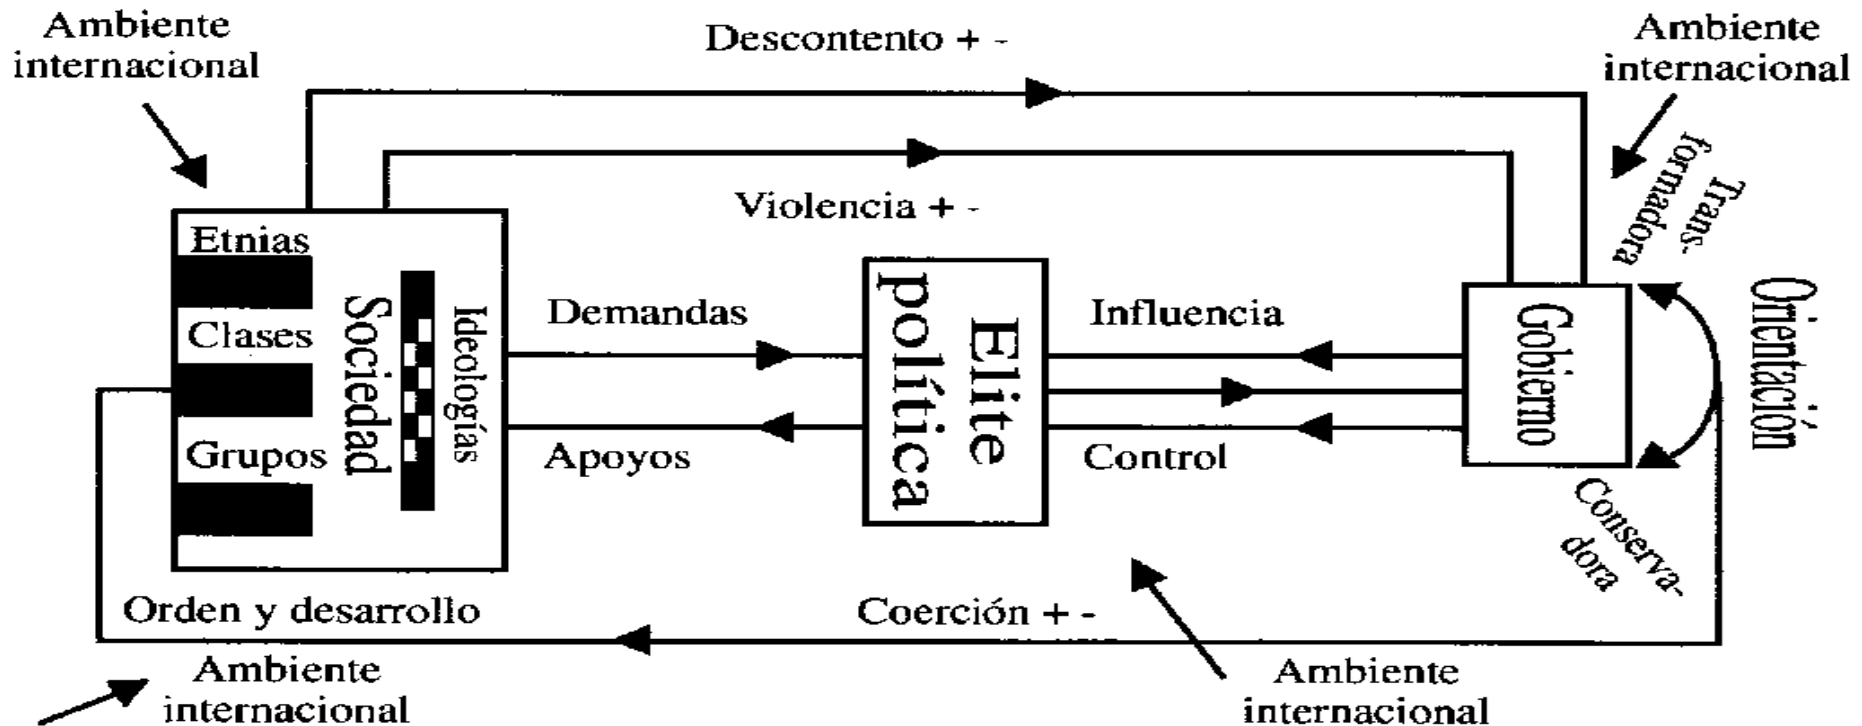 Ambiente
internacional
Descontento + -
Ambiente
internacional
Violencia + -
Trans-
formadora
Etnias
Clases
Grupos
Sociedad
Ideologías
Demandas
Apoyos
Elite
política
Influencia
Control
Gobierno
Orientación
Conserva-
dora
Orden y desarrollo
Coerción + -
Ambiente
internacional
Ambiente
internacional